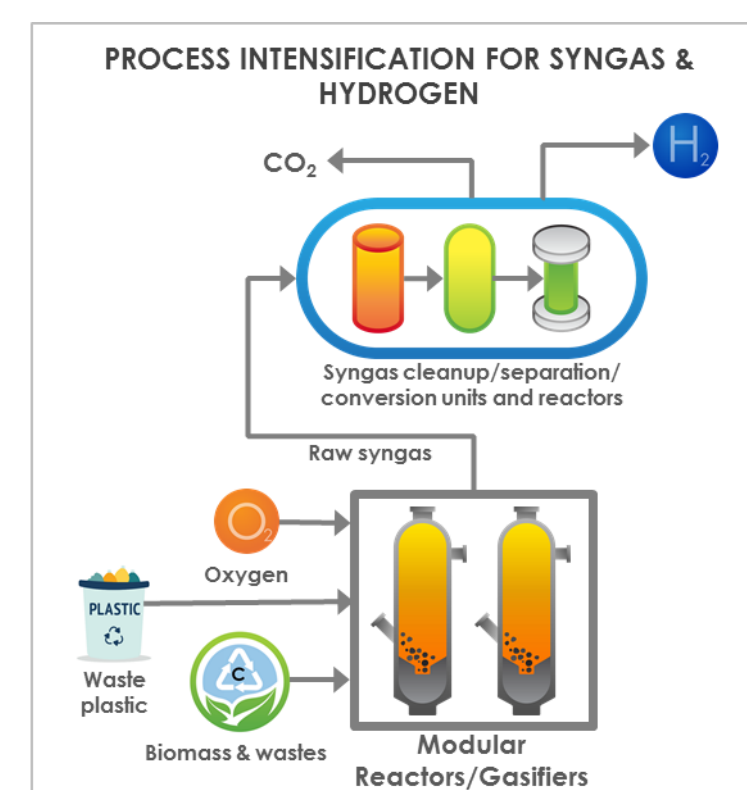 PROCESS INTENSIFICATION FOR SYNGAS &
HYDROGEN
CO₂
H₂
Syngas cleanup/separation/
conversion units and reactors
Raw syngas
O₂
Oxygen
PLASTIC
Waste
plastic
C
Biomass & wastes
Modular
Reactors/Gasifiers